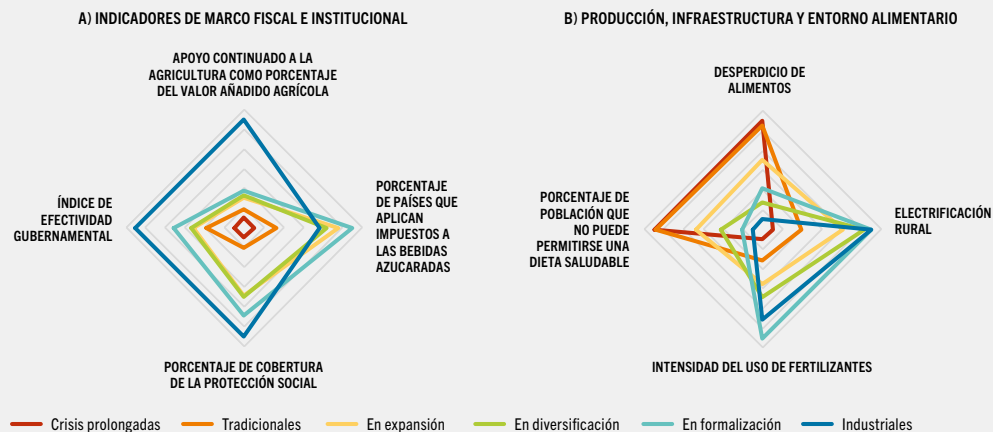 A) INDICADORES DE MARCO FISCAL E INSTITUCIONAL
APOYO CONTINUADO A LA
AGRICULTURA COMO PORCENTAJE
DEL VALOR AÑADIDO AGRÍCOLA
ÍNDICE DE
EFECTIVIDAD
GUBERNAMENTAL
PORCENTAJE
DE PAÍSES QUE
APLICAN
IMPUESTOS A
LAS BEBIDAS
AZUCARADAS
PORCENTAJE DE COBERTURA
DE LA PROTECCIÓN SOCIAL
B) PRODUCCIÓN, INFRAESTRUCTURA Y ENTORNO ALIMENTARIO
DESPERDICIO DE
ALIMENTOS
PORCENTAJE DE
POBLACIÓN QUE
NO PUEDE
PERMITIRSE UNA
DIETA SALUDABLE
ELECTRIFICACIÓN
RURAL
INTENSIDAD DEL USO DE FERTILIZANTES
Crisis prolongadas Tradicionales En expansión En diversificación En formalización Industriales